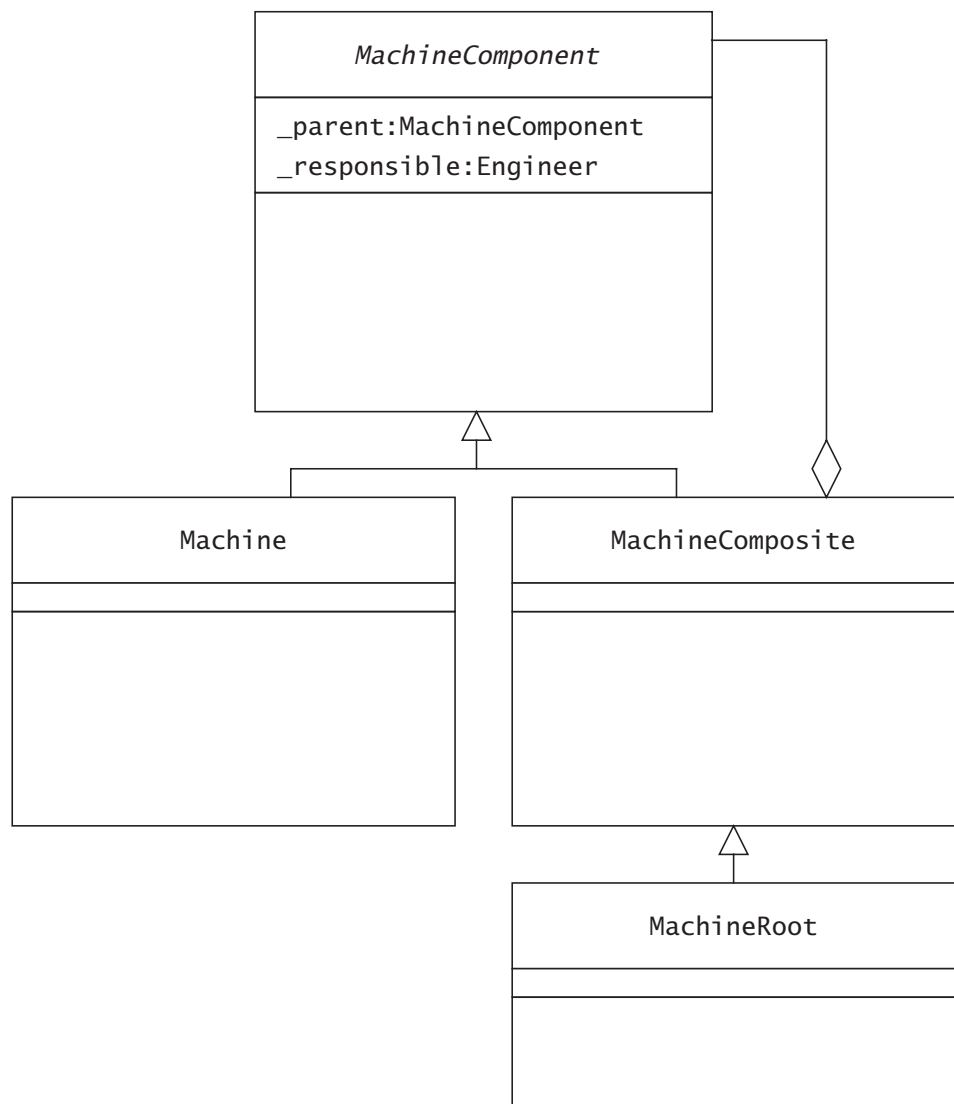 MachineComponent
_parent:MachineComponent
_responsible:Engineer
Machine
MachineComposite
MachineRoot